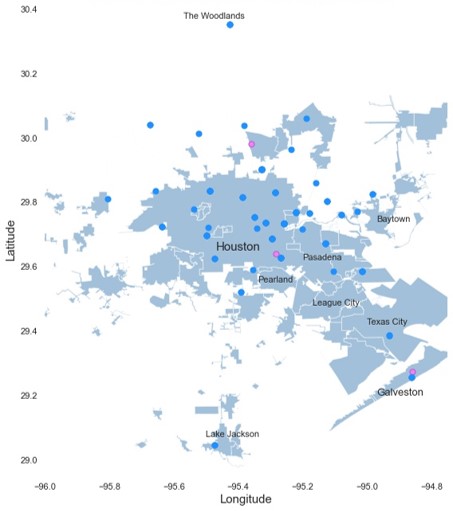 30.4
The Woodlands
30.2
30.0
29.8
Baytown
Houston
Pasadena
29.6
Pearland
League City
29.4
Texas City
29.2
Galveston
Lake Jackson
29.0
Latitude
−96.0 −95.8 −95.6 −95.4 −95.2 −95.0 −94.8
Longitude